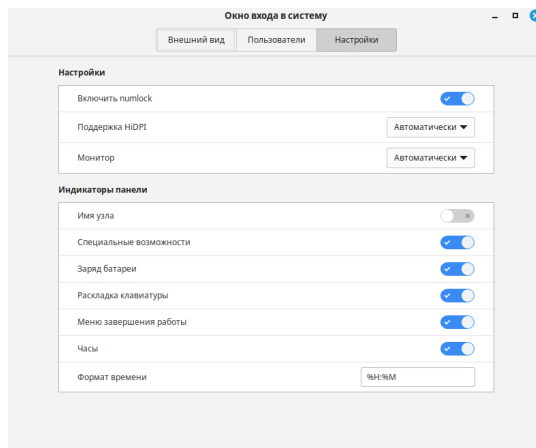 Окно входа в систему
Внешний вид Пользователи Настройки
Настройки
Включить numlock
Поддержка HiDPI Автоматически
Монитор Автоматически
Индикаторы панели
Имя узла
Специальные возможности
Заряд батареи
Раскладка клавиатуры
Меню завершения работы
Часы
Формат времени %H:%M